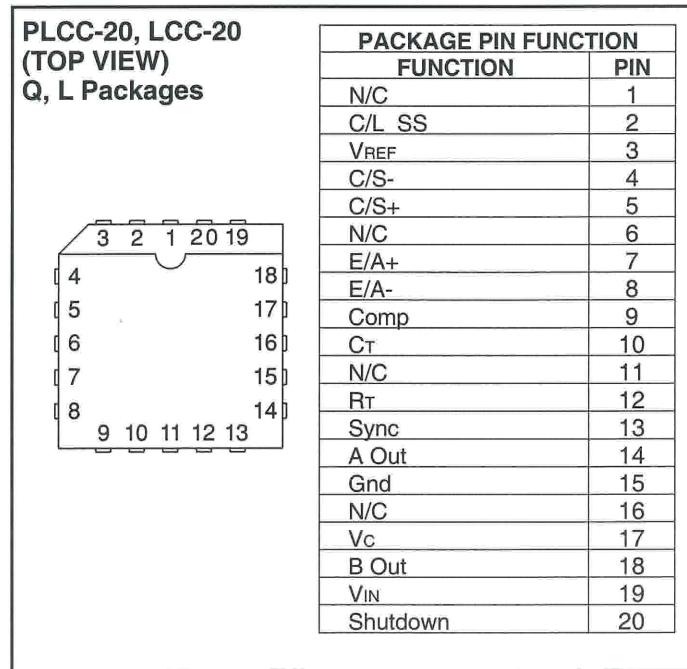 PLCC-20, LCC-20
(TOP VIEW)
Q, L Packages
3 2 1 20 19
4 18
5 17
6 16
7 15
8 14
9 10 11 12 13
PACKAGE PIN FUNCTION
FUNCTION PIN
N/C 1
C/L SS 2
VREF 3
C/S- 4
C/S+ 5
N/C 6
E/A+ 7
E/A- 8
Comp 9
CT 10
N/C 11
RT 12
Sync 13
A Out 14
Gnd 15
N/C 16
VC 17
B Out 18
VIN 19
Shutdown 20